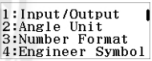 1:Input/Output
2:Angle Unit
3:Number Format
4:Engineer Symbol